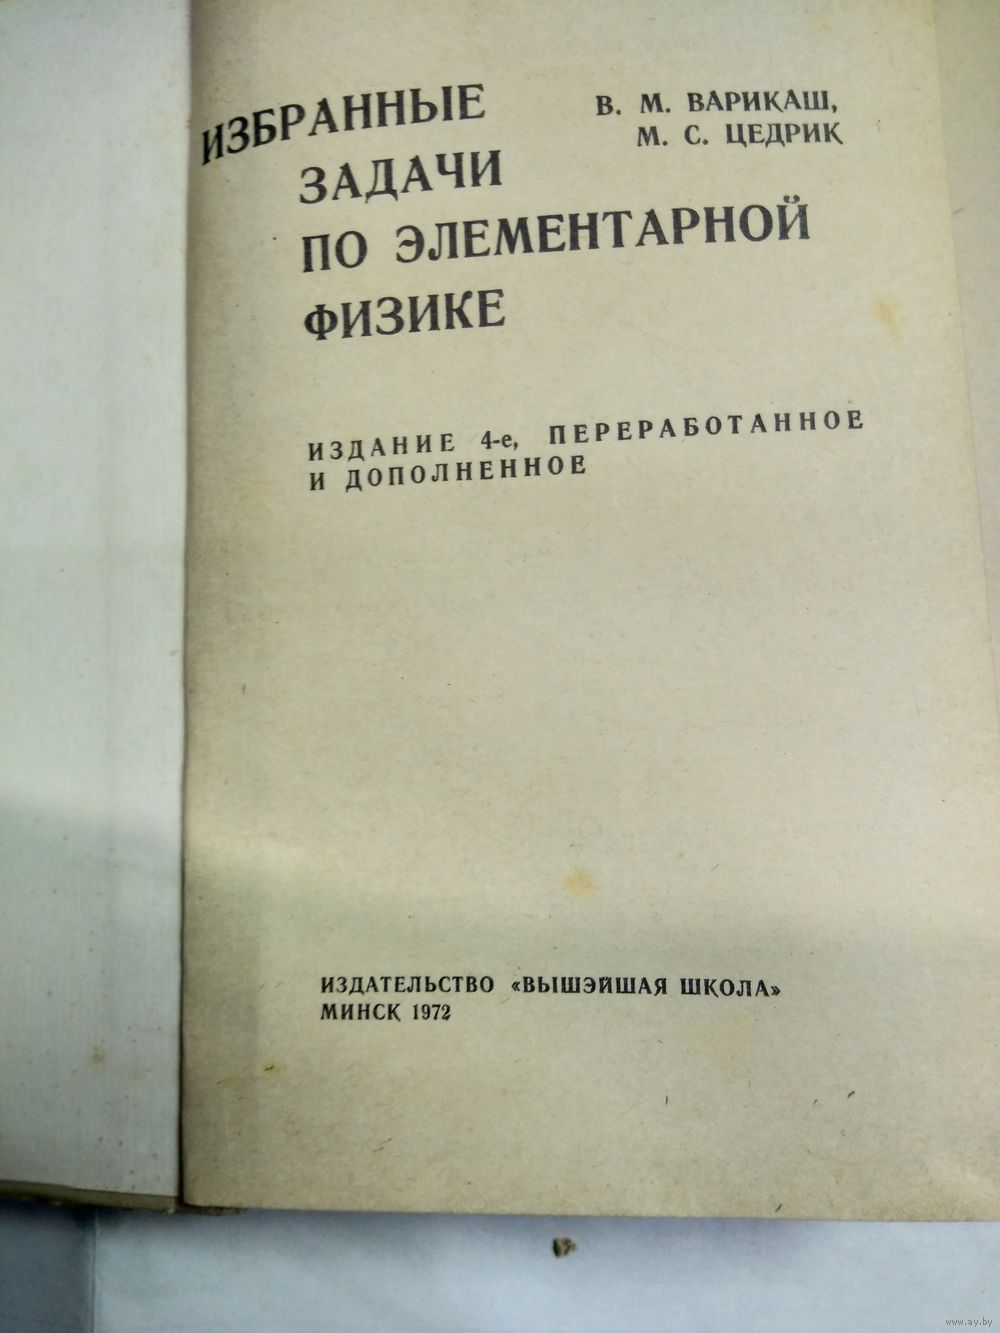 В. М. ВАРИКАШ,
М. С. ЦЕДРИК
ИЗБРАННЫЕ
ЗАДАЧИ
ПО ЭЛЕМЕНТАРНОЙ
ФИЗИКЕ
ИЗДАНИЕ 4-е, ПЕРЕРАБОТАННОЕ
И ДОПОЛНЕННОЕ
ИЗДАТЕЛЬСТВО «ВЫШЭЙШАЯ ШКОЛА»
МИНСК 1972
www.ay.by